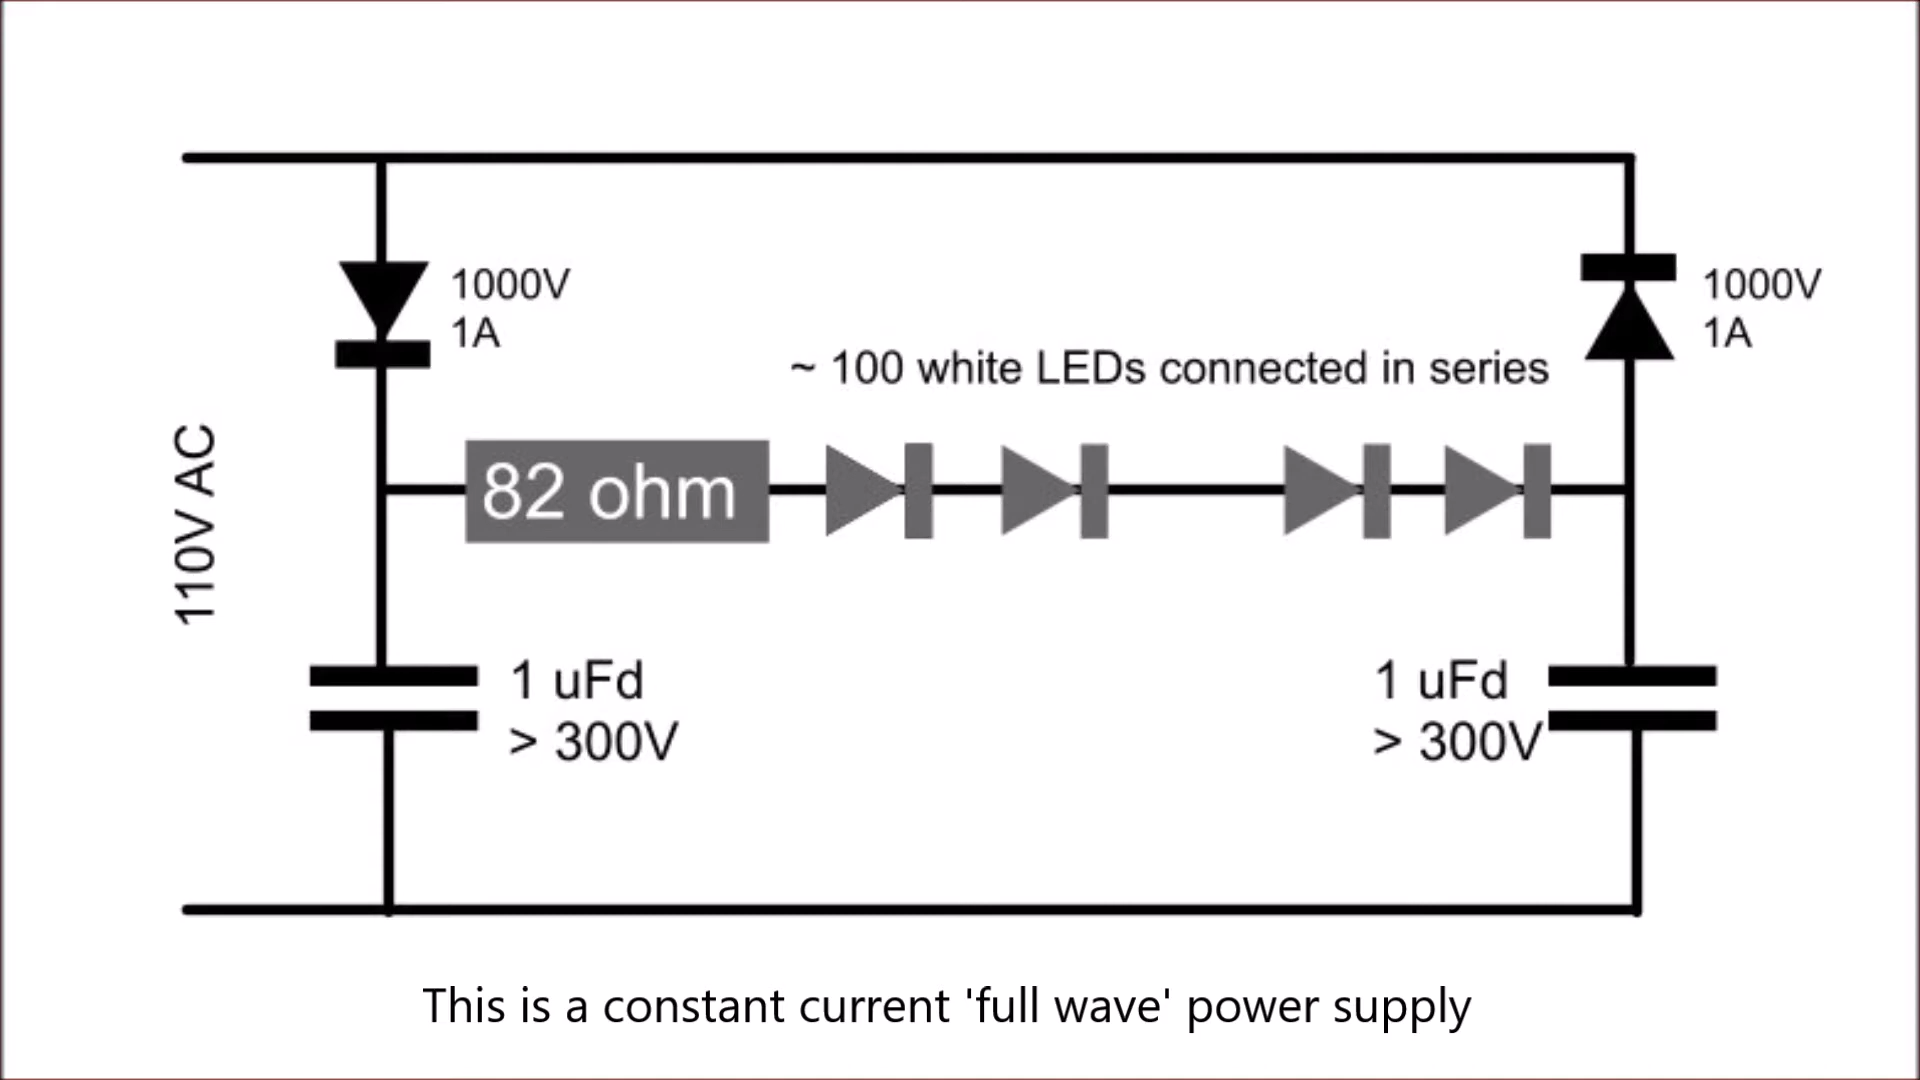 1000V
1A
1000V
1A
~ 100 white LEDs connected in series
110V AC
82 ohm
1 uFd
> 300V
1 uFd
> 300V
This is a constant current 'full wave' power supply